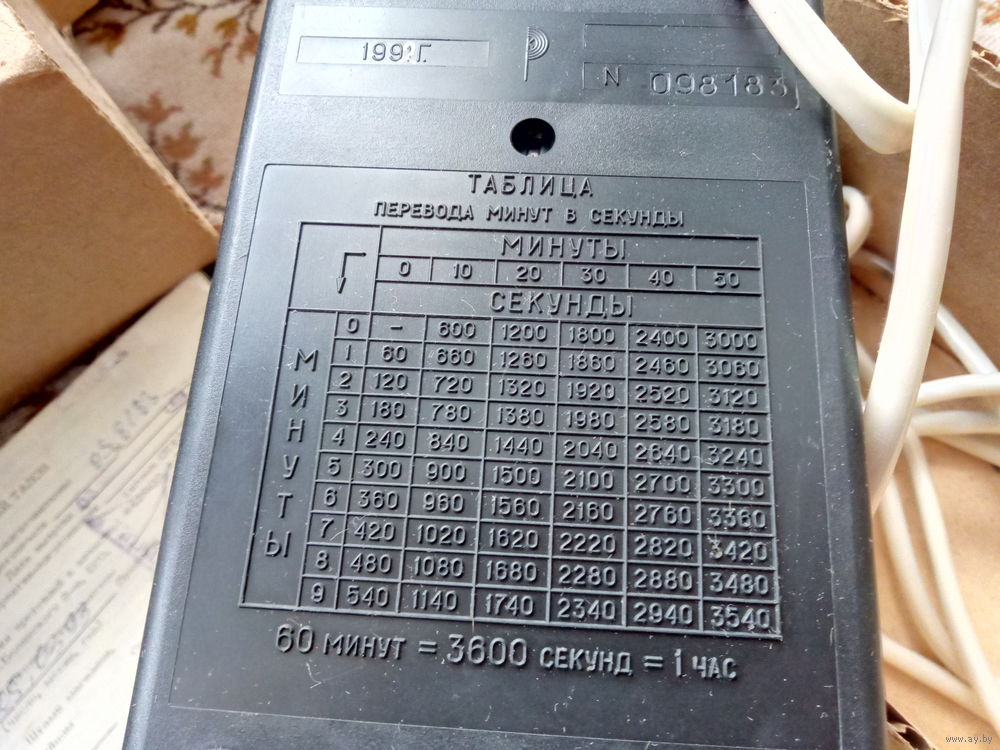 1991Г.
N 098183
ТАБЛИЦА
ПЕРЕВОДА МИНУТ В СЕКУНДЫ
МИНУТЫ
0 10 20 30 40 50
СЕКУНДЫ
МИНУТЫ
0 – 600 1200 1800 2400 3000
1 60 660 1260 1860 2460 3060
2 120 720 1320 1920 2520 3120
3 180 780 1380 1980 2580 3180
4 240 840 1440 2040 2640 3240
5 300 900 1500 2100 2700 3300
6 360 960 1560 2160 2760 3360
7 420 1020 1620 2220 2820 3420
8 480 1080 1680 2280 2880 3480
9 540 1140 1740 2340 2940 3540
60 МИНУТ = 3600 СЕКУНД = 1 ЧАС
www.ay.by